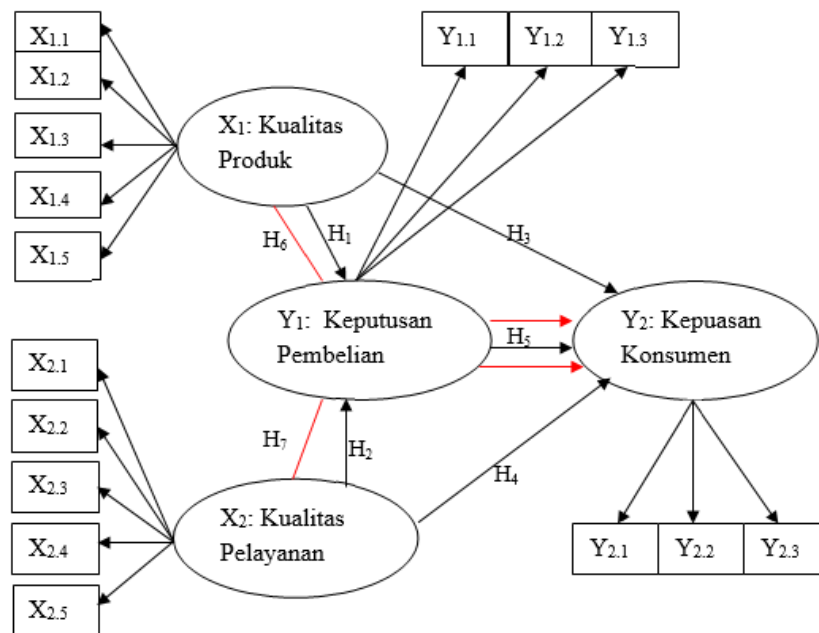 X1.1
X1.2
X1.3
X1.4
X1.5
Y1.1 Y1.2 Y1.3
X1: Kualitas
Produk
H6
H1
H3
Y1: Keputusan
Pembelian
H5
Y2: Kepuasan
Konsumen
X2.1
X2.2
X2.3
X2.4
X2.5
H7
H2
H4
X2: Kualitas
Pelayanan
Y2.1 Y2.2 Y2.3